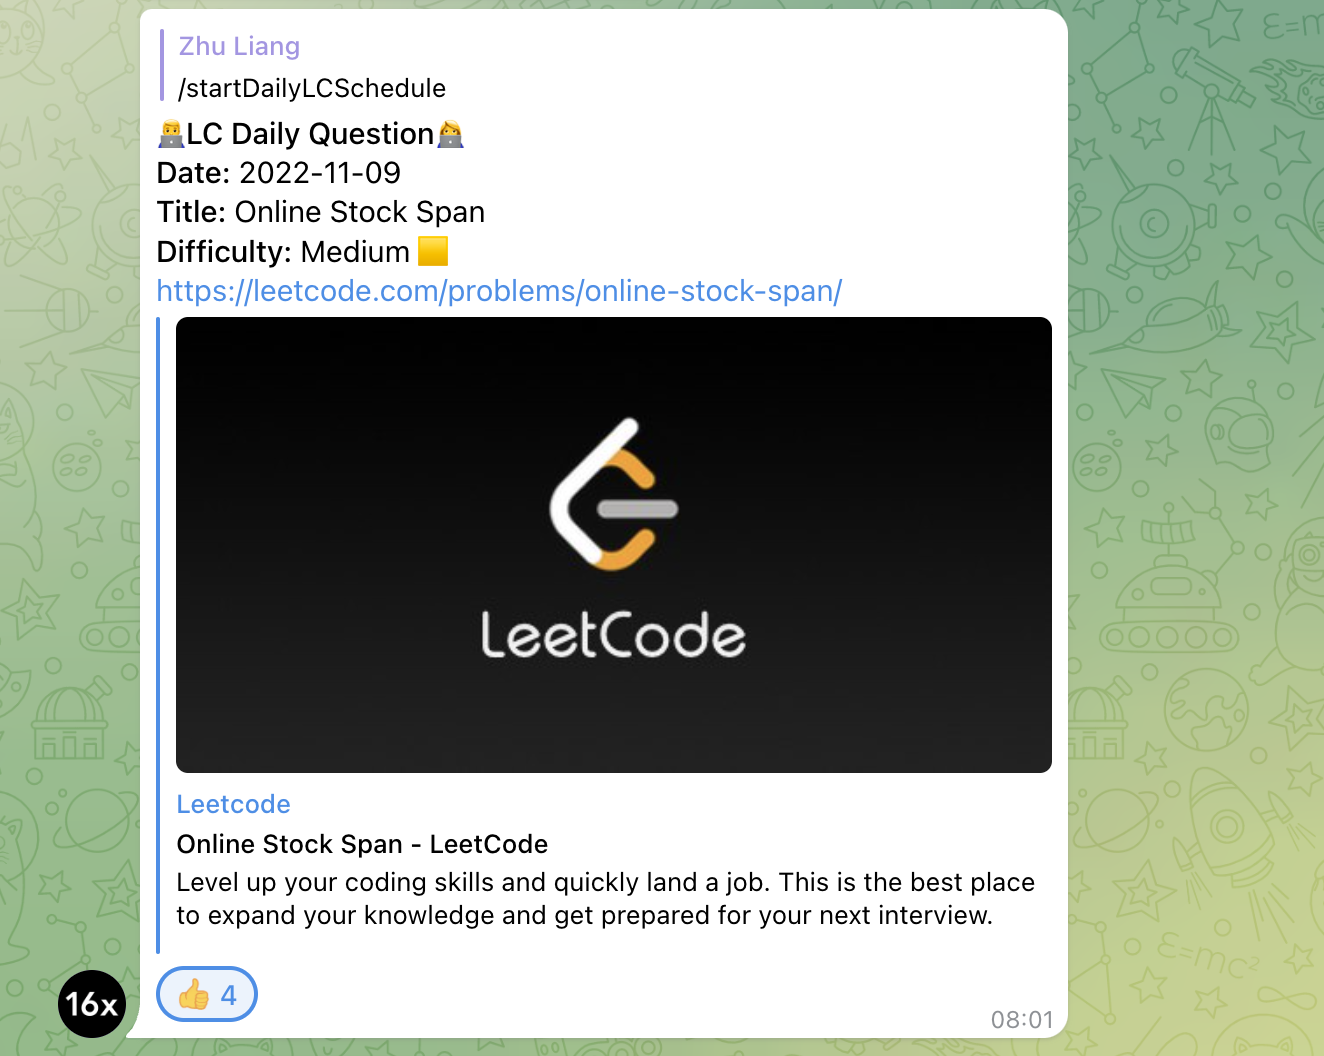 Zhu Liang
/startDailyLCSchedule
👨‍💻LC Daily Question👩‍💻
Date: 2022-11-09
Title: Online Stock Span
Difficulty: Medium 🟨
https://leetcode.com/problems/online-stock-span/
LeetCode
Leetcode
Online Stock Span - LeetCode
Level up your coding skills and quickly land a job. This is the best place
to expand your knowledge and get prepared for your next interview.
👍 4
16x
08:01
Ɛ=m
Ɛ=mc²